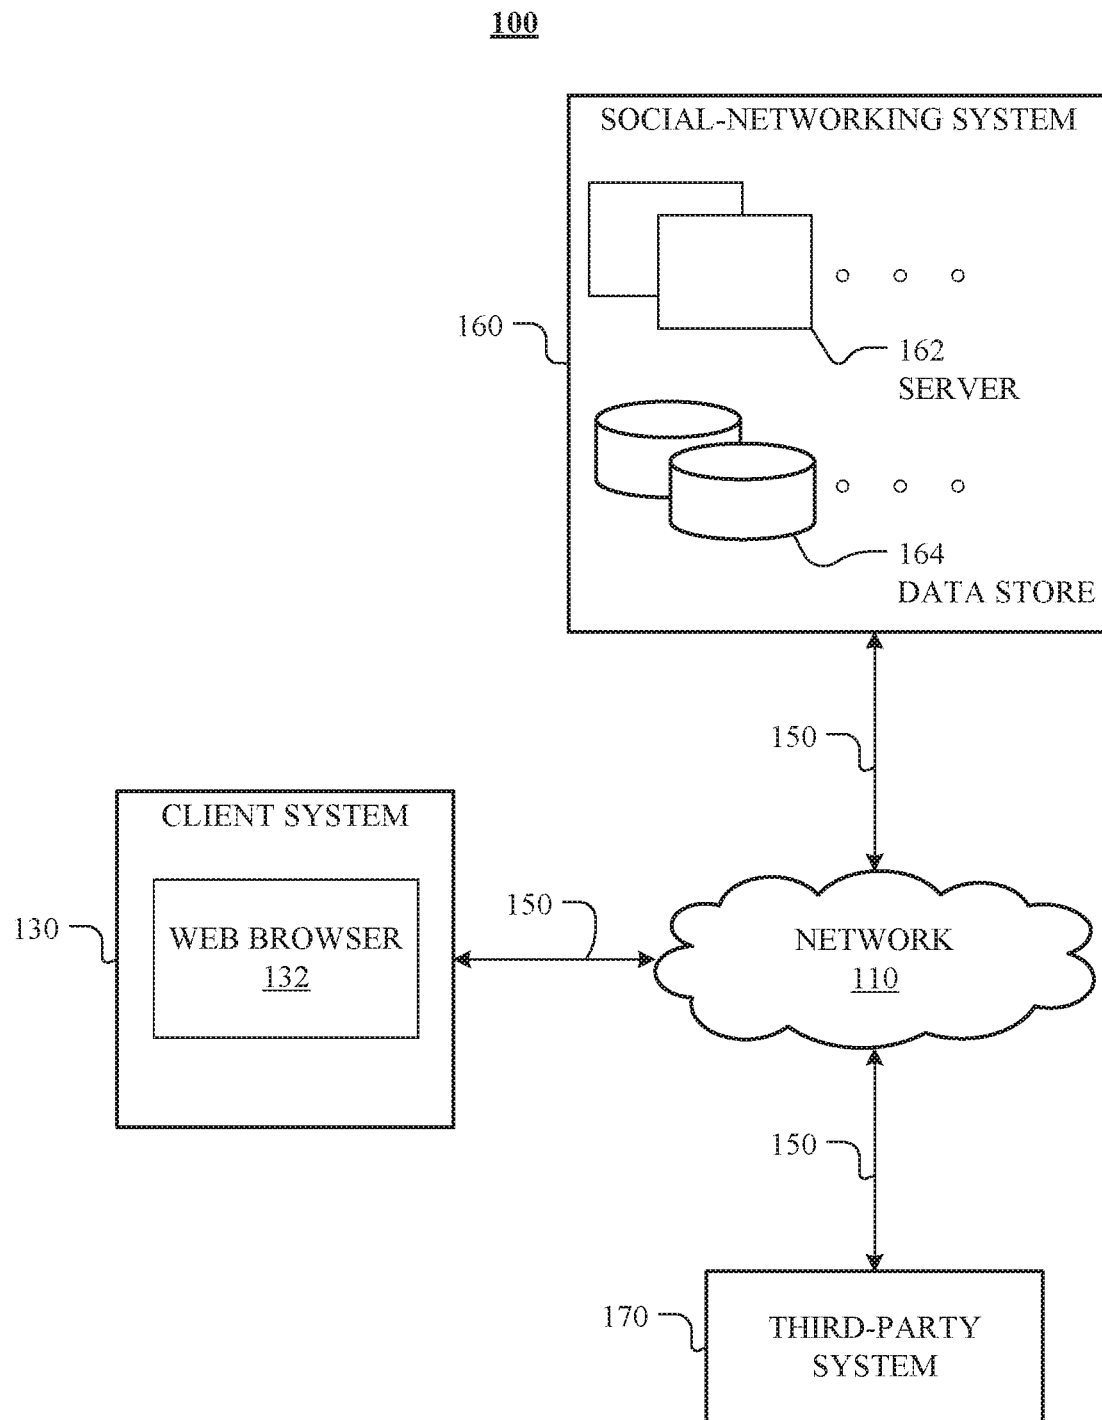 100
SOCIAL-NETWORKING SYSTEM
160
162
SERVER
164
DATA STORE
150
CLIENT SYSTEM
130
WEB BROWSER
132
150
NETWORK
110
150
170
THIRD-PARTY
SYSTEM